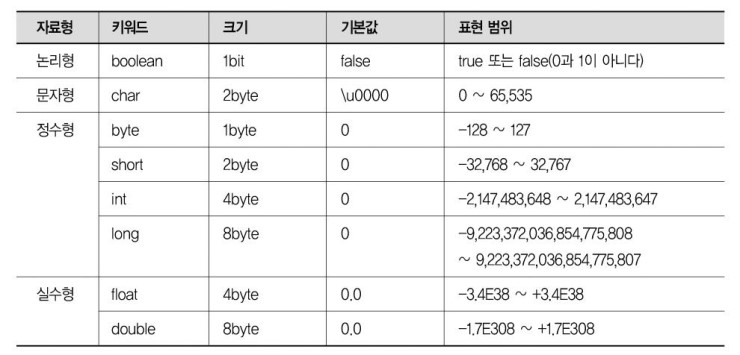 자료형 키워드 크기 기본값 표현 범위
논리형 boolean 1bit false true 또는 false(0과 1이 아니다)
문자형 char 2byte \u0000 0 ~ 65,535
정수형 byte 1byte 0 -128 ~ 127
short 2byte 0 -32,768 ~ 32,767
int 4byte 0 -2,147,483,648 ~ 2,147,483,647
long 8byte 0 -9,223,372,036,854,775,808
~ 9,223,372,036,854,775,807
실수형 float 4byte 0.0 -3.4E38 ~ +3.4E38
double 8byte 0.0 -1.7E308 ~ +1.7E308